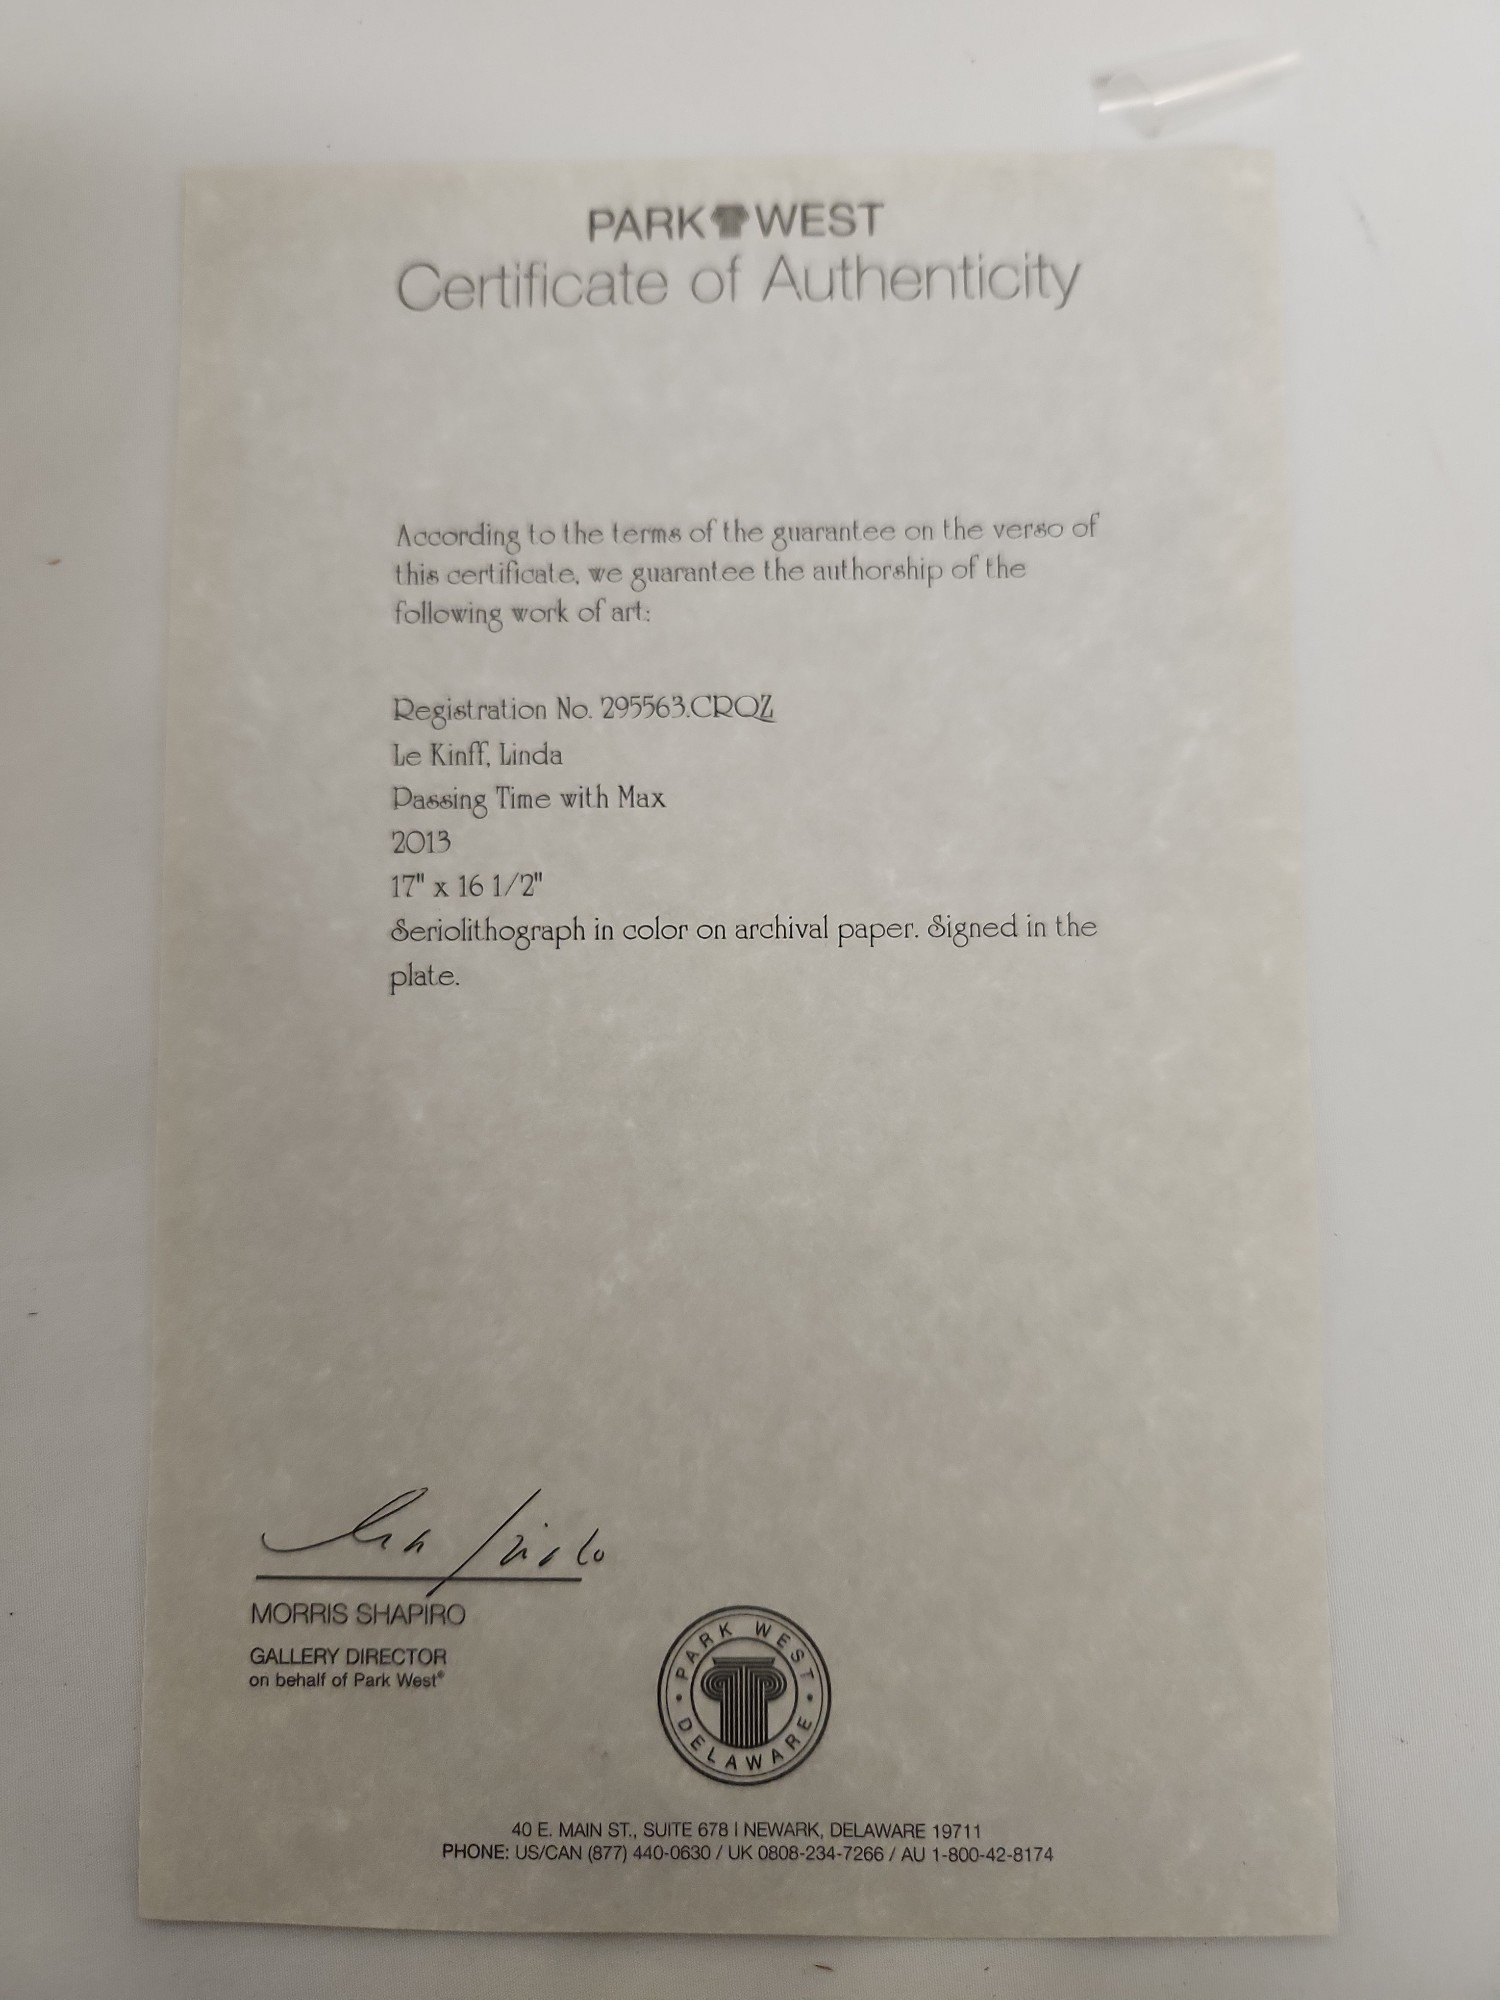 PARK WEST
Certificate of Authenticity
According to the terms of the guarantee on the verso of
this certificate, we guarantee the authorship of the
following work of art:
Registration No. 295563.CRQZ
Le Kinff, Linda
Passing Time with Max
2013
17" x 16 1/2"
Seriolithograph in color on archival paper. Signed in the
plate.
MORRIS SHAPIRO
GALLERY DIRECTOR
on behalf of Park West®
PARK WEST
DELAWARE
40 E. MAIN ST., SUITE 678 | NEWARK, DELAWARE 19711
PHONE: US/CAN (877) 440-0630 / UK 0808-234-7266 / AU 1-800-42-8174